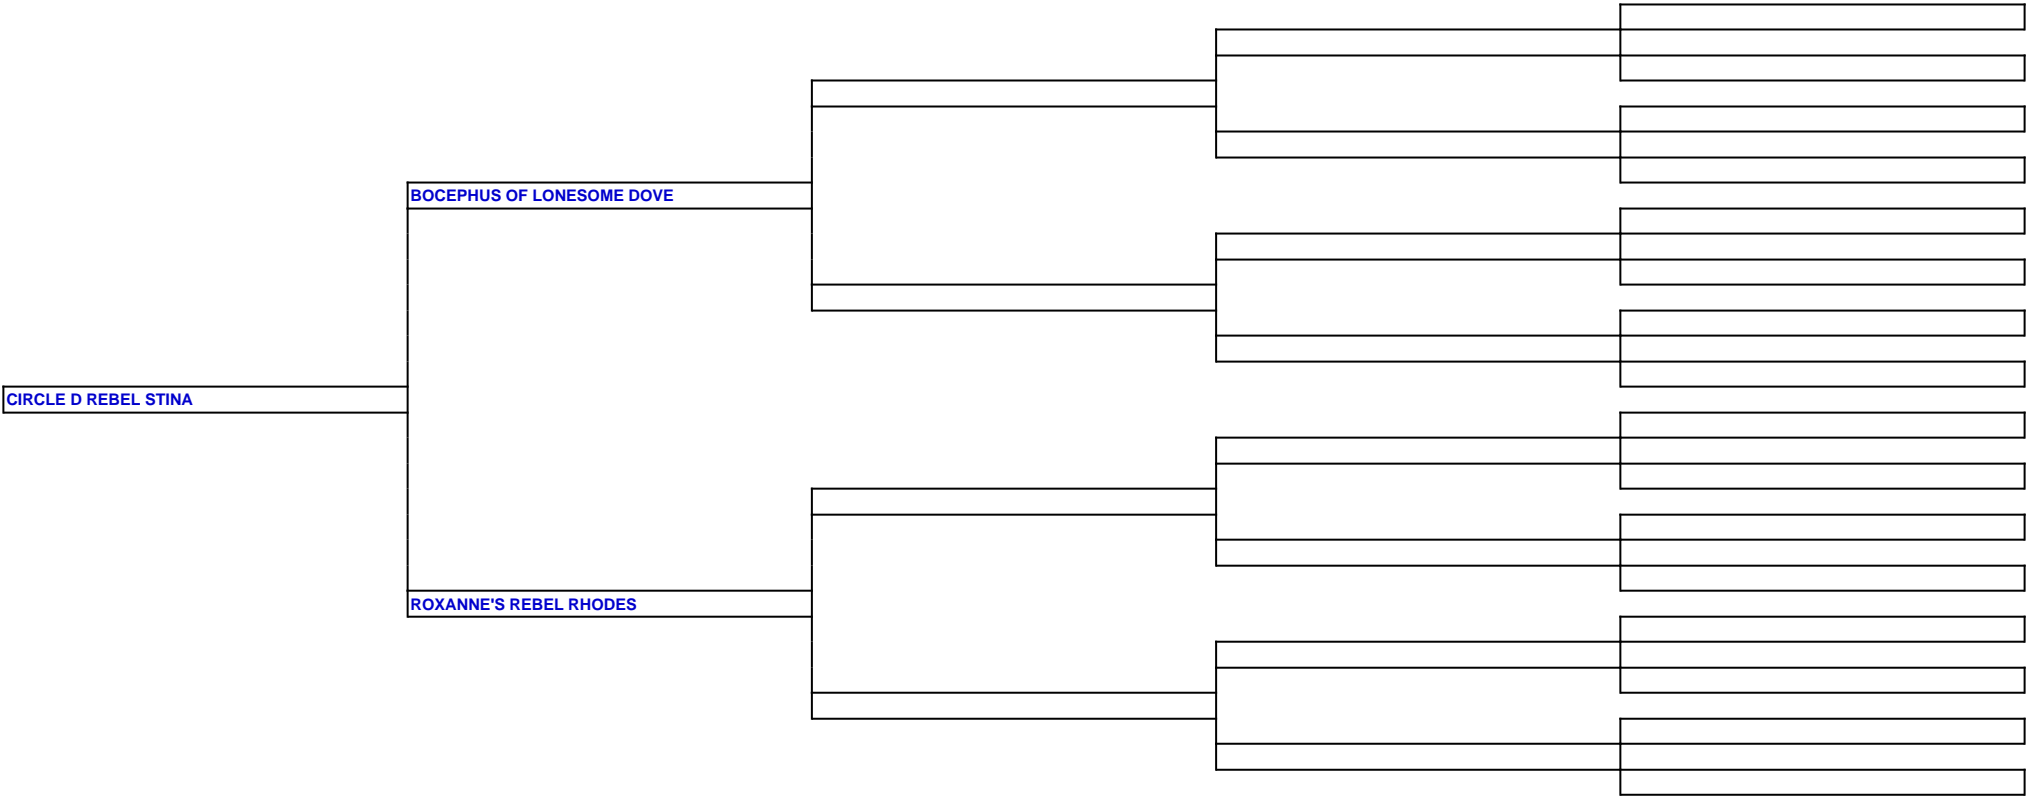 BOCEPHUS OF LONESOME DOVE
CIRCLE D REBEL STINA
ROXANNE'S REBEL RHODES